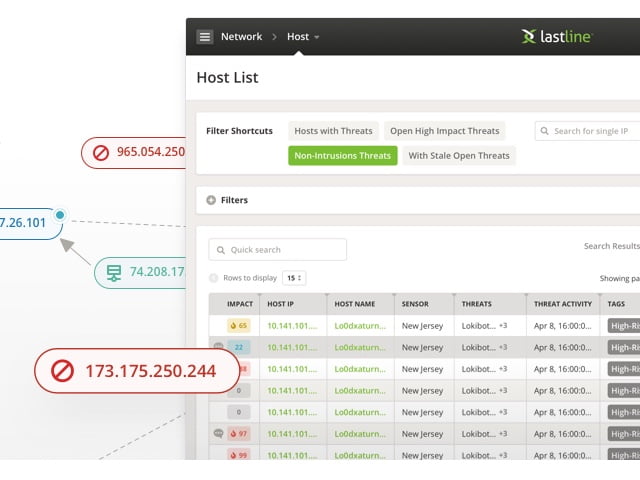 Network > Host
lastline
Host List
Filter Shortcuts
Hosts with Threats
Open High Impact Threats
Search for single IP
Non-Intrusions Threats
With Stale Open Threats
Filters
Quick search
Search Results
Rows to display 15
Showing
965.054.250
7.26.101
74.208.17
173.175.250.244
IMPACT HOST IP HOST NAME SENSOR THREATS THREAT ACTIVITY TAGS
65 10.141.101.... Lo0dxaturn... New Jersey Lokibot... +3 Apr 8, 16:00:0... High-Ri
22 10.141.101.... Lo0dxaturn... New Jersey Lokibot... +3 Apr 8, 16:00:0... High-Ri
88 10.141.101.... Lo0dxaturn... New Jersey Lokibot... +3 Apr 8, 16:00:0... High-Ri
0 10.141.101.... Lo0dxaturn... New Jersey Lokibot... +3 Apr 8, 16:00:0... High-Ri
0 10.141.101.... Lo0dxaturn... New Jersey Lokibot... +3 Apr 8, 16:00:0... High-Ri
97 10.141.101.... Lo0dxaturn... New Jersey Lokibot... +3 Apr 8, 16:00:0... High-Ri
99 10.141.101.... Lo0dxaturn... New Jersey Lokibot... +3 Apr 8, 16:00:0... High-Ri